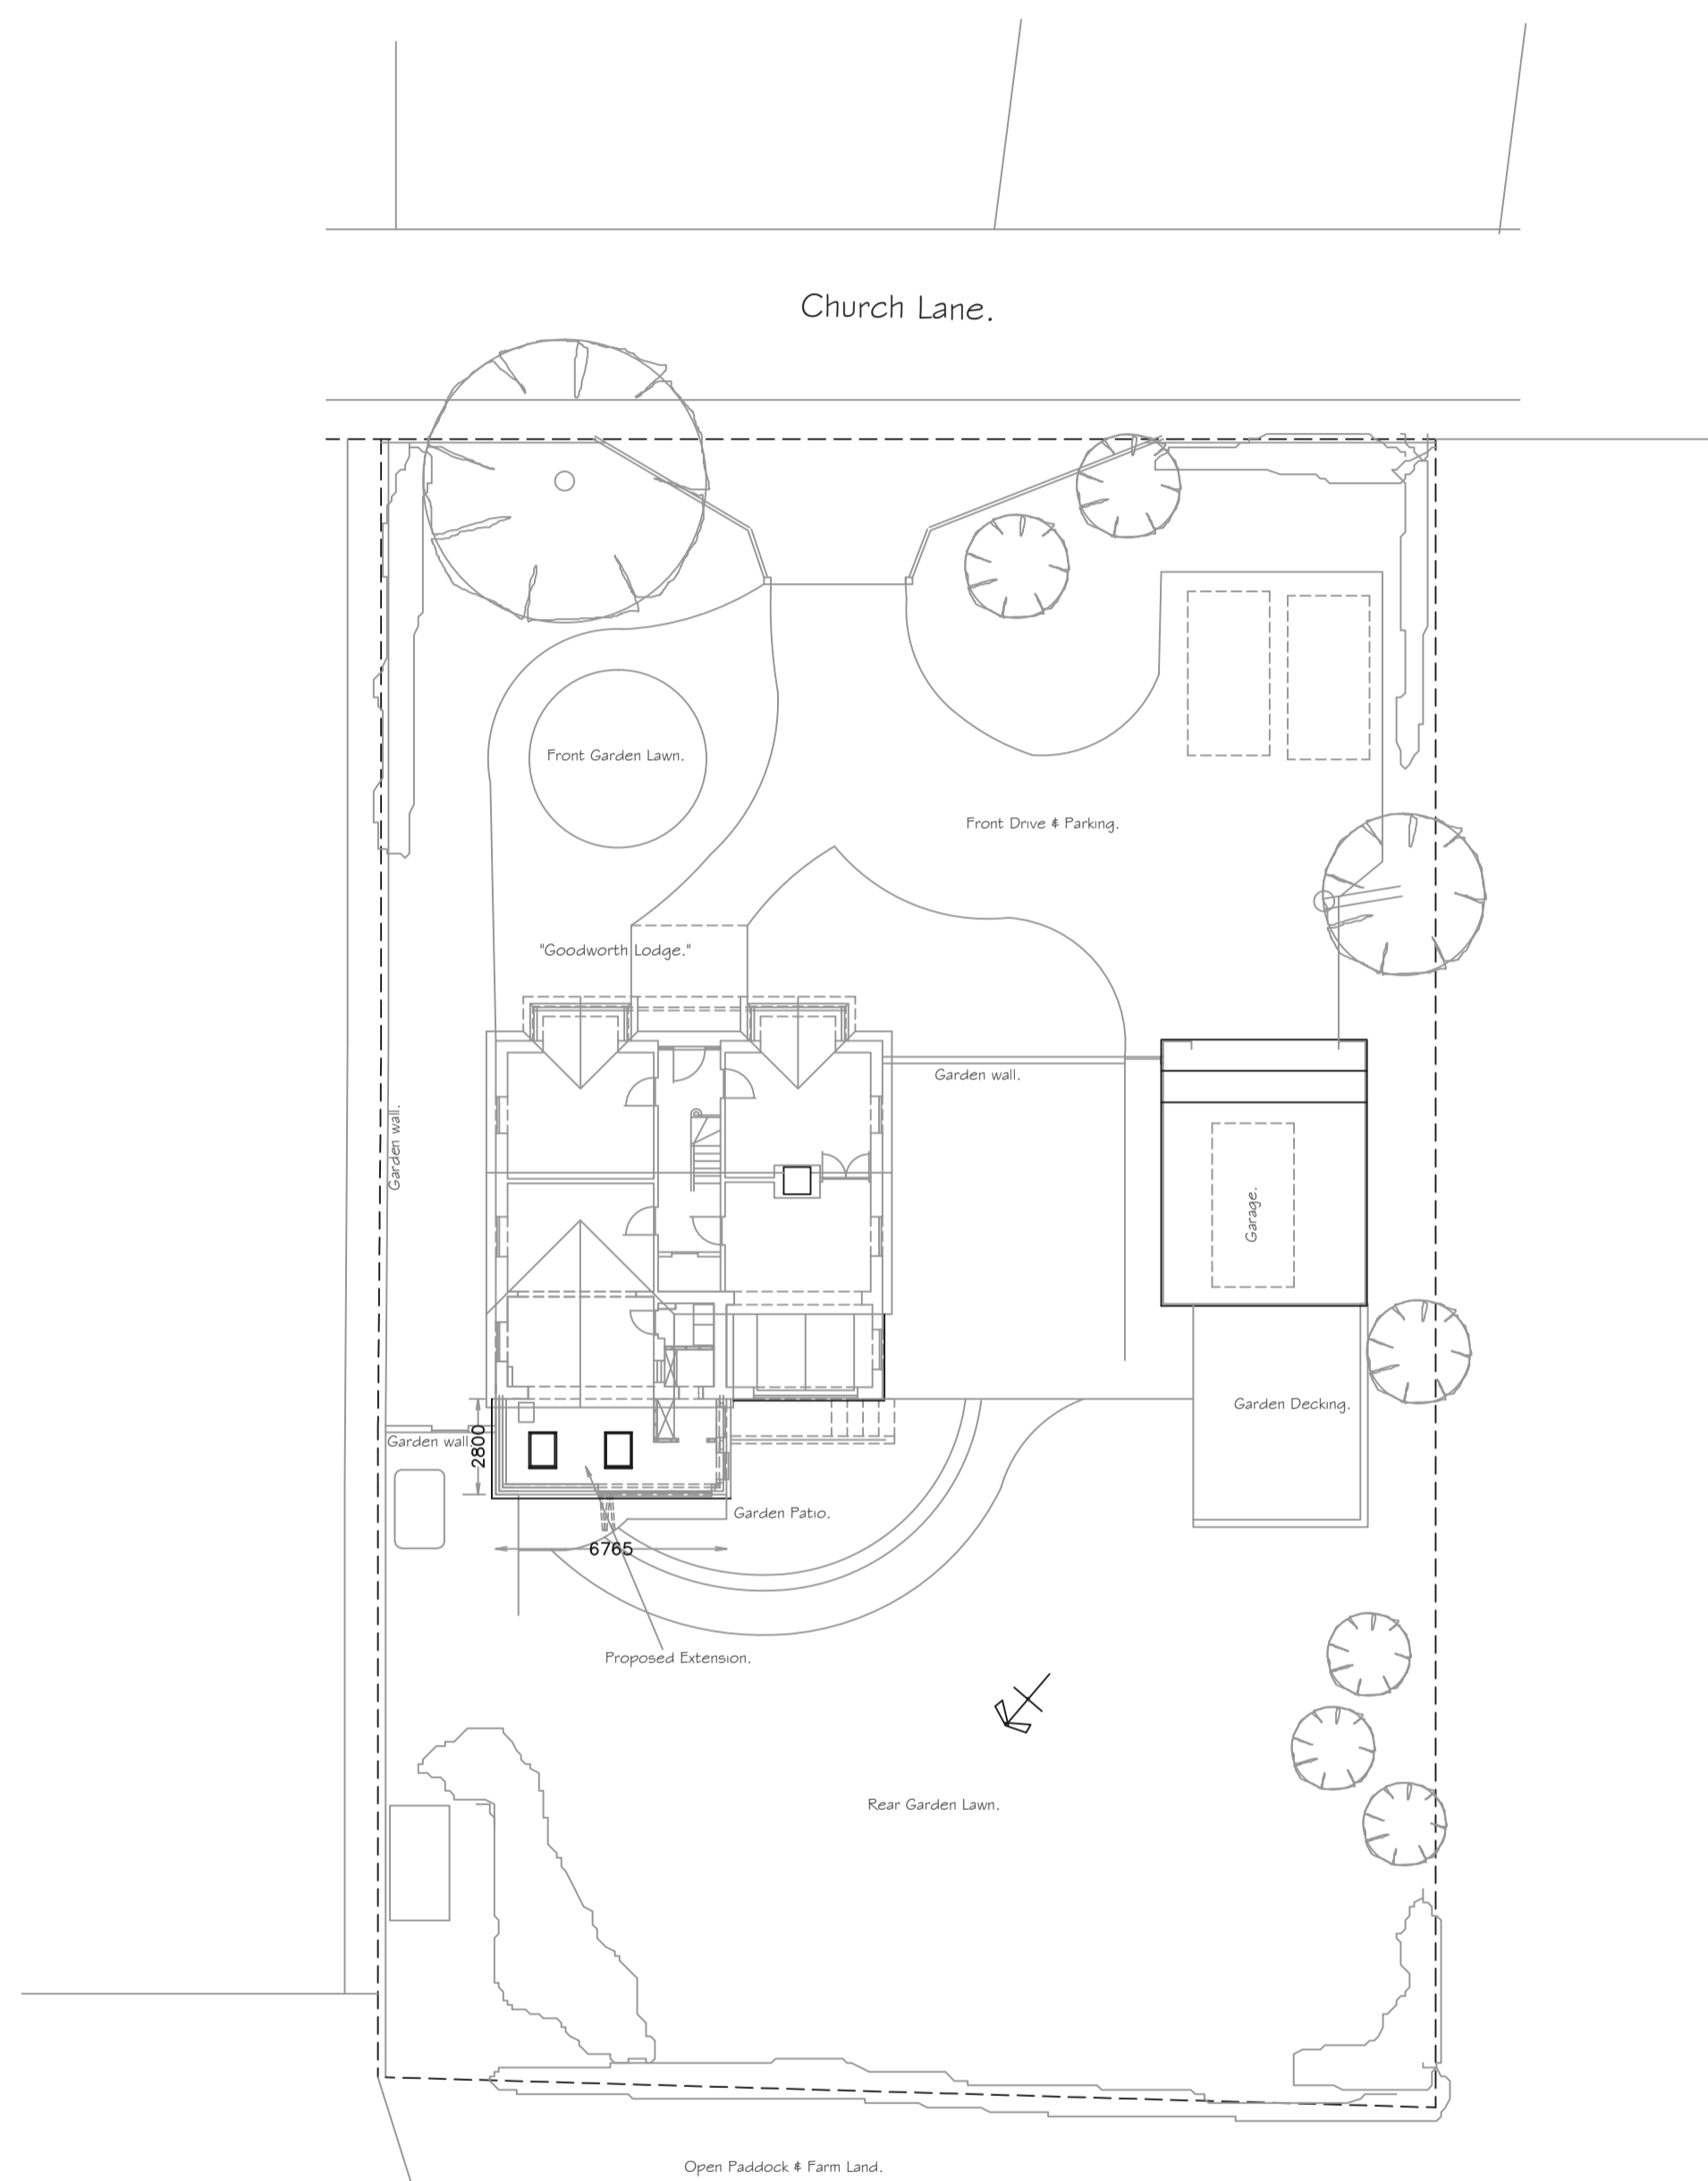 Church Lane.
Front Garden Lawn.
Front Drive & Parking.
"Goodworth Lodge."
Garden wall.
Garden wall.
Garage.
Garden Decking.
Garden wall.
2800
Garden Patio.
6765
Proposed Extension.
Rear Garden Lawn.
Open Paddock & Farm Land.